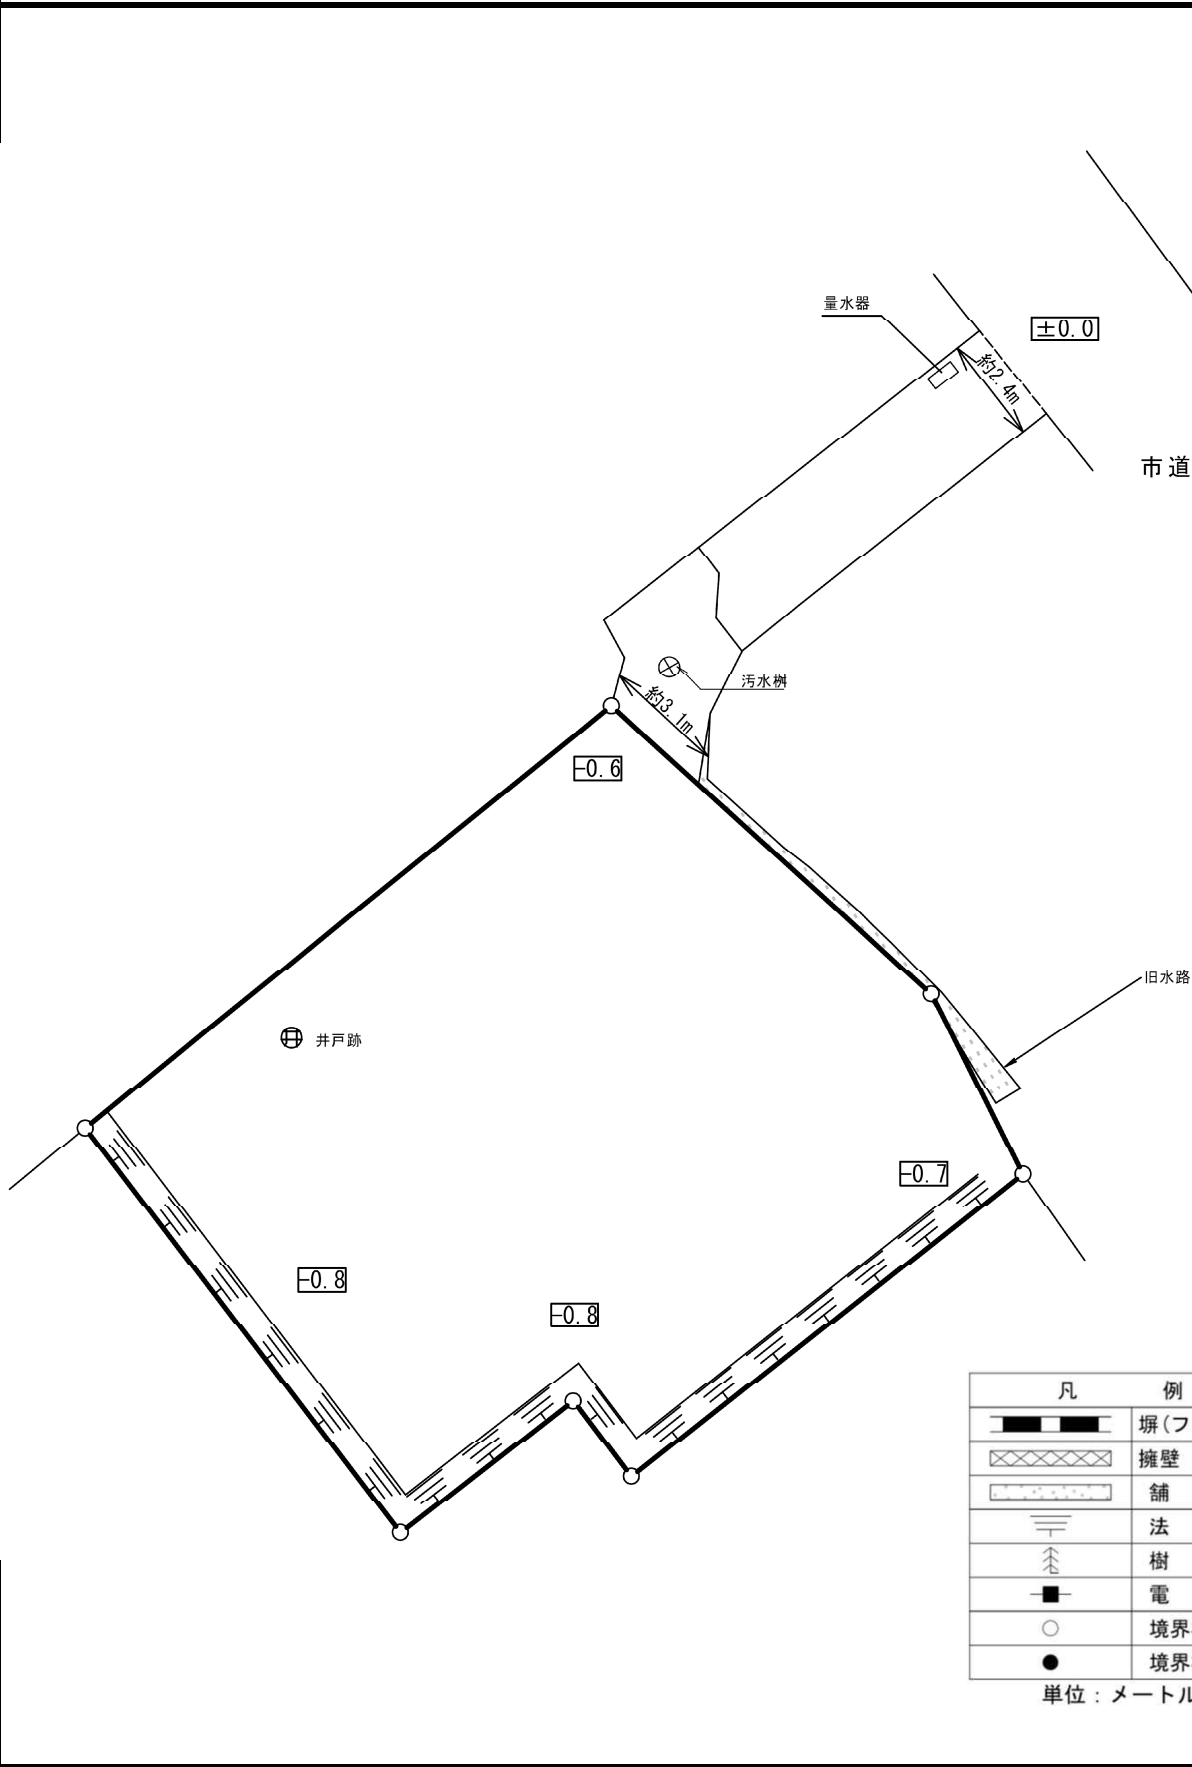 量水器
±0.0
約2.4m
市道
汚水桝
約3.1m
-0.6
旧水路
井戸跡
-0.7
-0.8
-0.8
凡 例
塀(フ
擁壁
舗
法
樹
電
境界
境界
単位:メートル